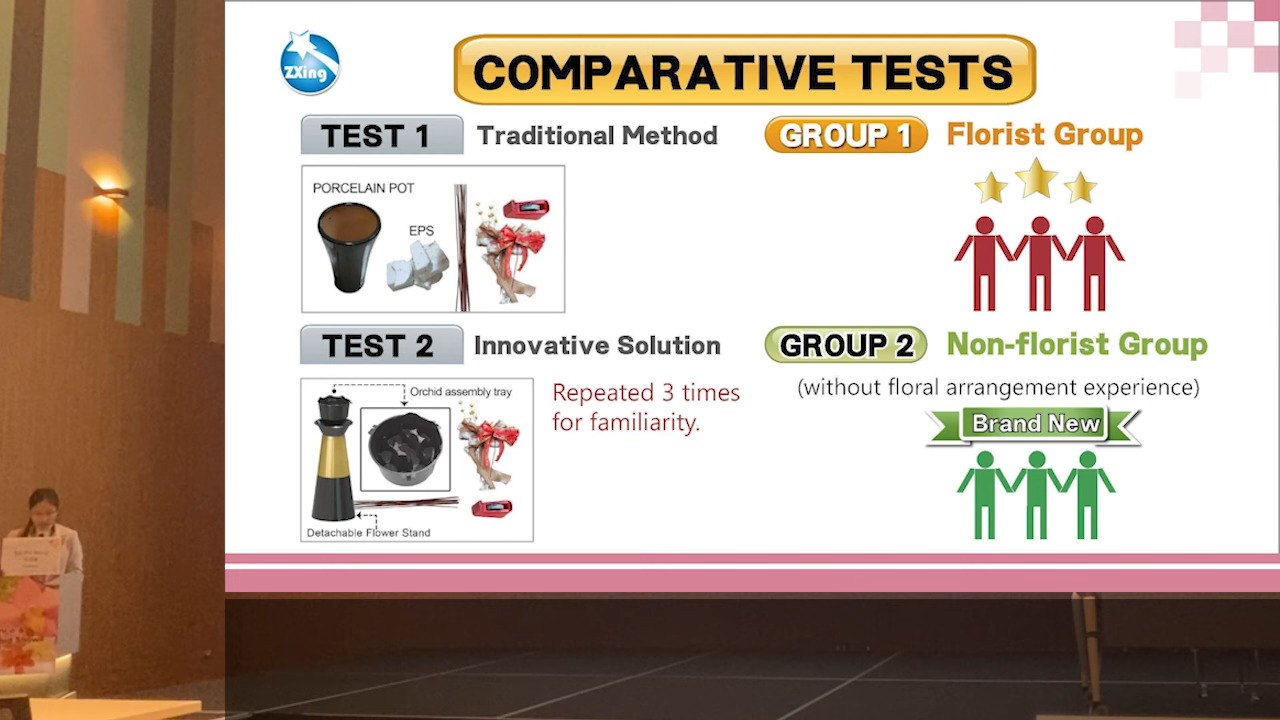 ZXing
COMPARATIVE TESTS
TEST 1
Traditional Method
PORCELAIN POT
EPS
GROUP 1
Florist Group
TEST 2
Innovative Solution
Orchid assembly tray
Detachable Flower Stand
Repeated 3 times
for familiarity.
GROUP 2
Non-florist Group
(without floral arrangement experience)
Brand New